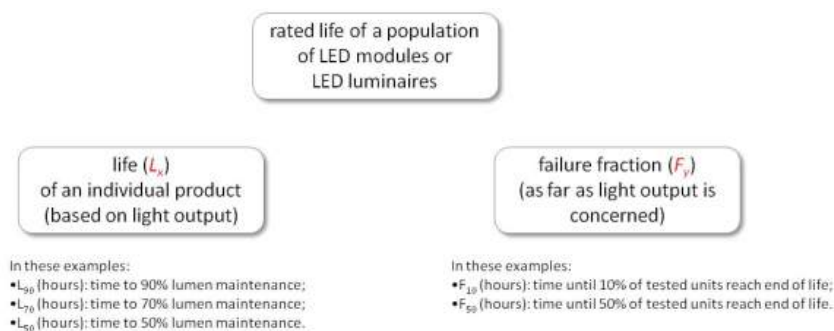 rated life of a population
of LED modules or
LED luminaires
life (Lₓ)
of an individual product
(based on light output)
failure fraction (Fᵧ)
(as far as light output is
concerned)
In these examples:
•L₉₀ (hours): time to 90% lumen maintenance;
•L₇₀ (hours): time to 70% lumen maintenance;
•L₅₀ (hours): time to 50% lumen maintenance.
In these examples:
•F₁₀ (hours): time until 10% of tested units reach end of life;
•F₅₀ (hours): time until 50% of tested units reach end of life.